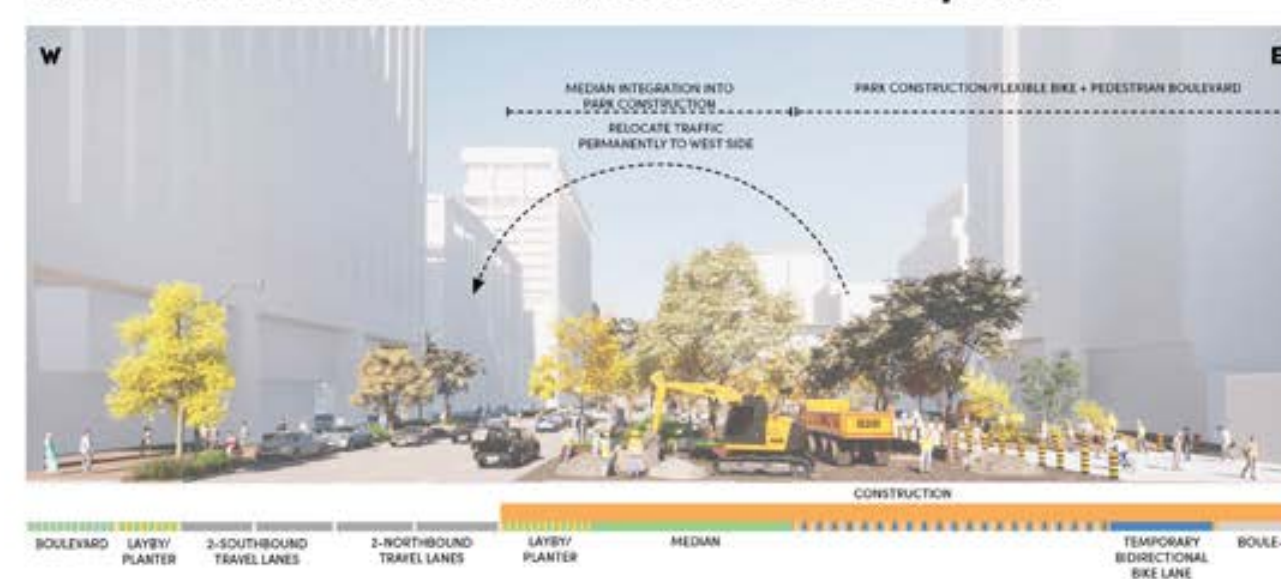 W
E
MEDIAN INTEGRATION INTO
PARK CONSTRUCTION
PARK CONSTRUCTION/FLEXIBLE BIKE + PEDESTRIAN BOULEVARD
RELOCATE TRAFFIC
PERMANENTLY TO WEST SIDE
CONSTRUCTION
BOULEVARD
LAYBY/
PLANTER
2-SOUTHBOUND
TRAVEL LANES
2-NORTHBOUND
TRAVEL LANES
LAYBY/
PLANTER
MEDIAN
TEMPORARY
BIDIRECTIONAL
BIKE LANE
BOULE-